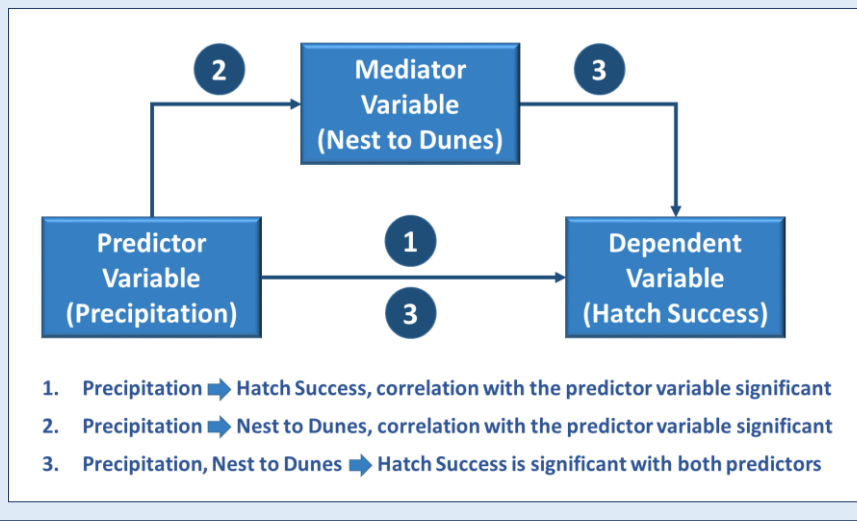 2
Mediator
Variable
(Nest to Dunes)
3
Predictor
Variable
(Precipitation)
1
3
Dependent
Variable
(Hatch Success)
1. Precipitation ➡ Hatch Success, correlation with the predictor variable significant
2. Precipitation ➡ Nest to Dunes, correlation with the predictor variable significant
3. Precipitation, Nest to Dunes ➡ Hatch Success is significant with both predictors